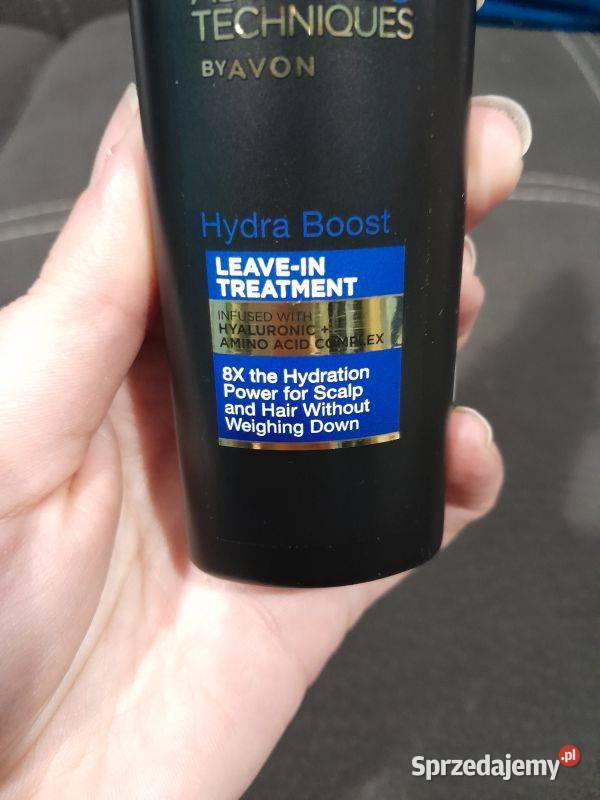 TECHNIQUES
BY AVON
Hydra Boost
LEAVE-IN
TREATMENT
INFUSED WITH
HYALURONIC +
AMINO ACID COMPLEX
8X the Hydration
Power for Scalp
and Hair Without
Weighing Down
Sprzedajemy.pl